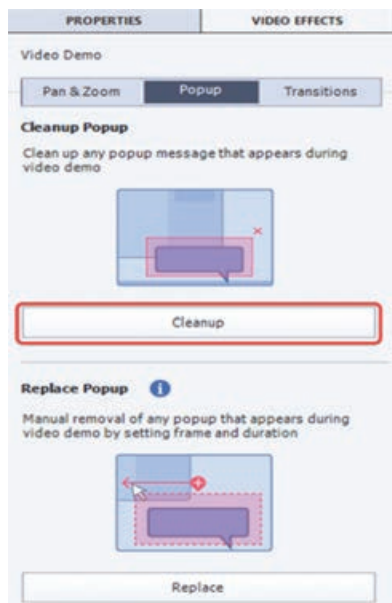 PROPERTIES VIDEO EFFECTS
Video Demo
Pan & Zoom Popup Transitions
Cleanup Popup
Clean up any popup message that appears during
video demo
Cleanup
Replace Popup i
Manual removal of any popup that appears during
video demo by setting frame and duration
Replace